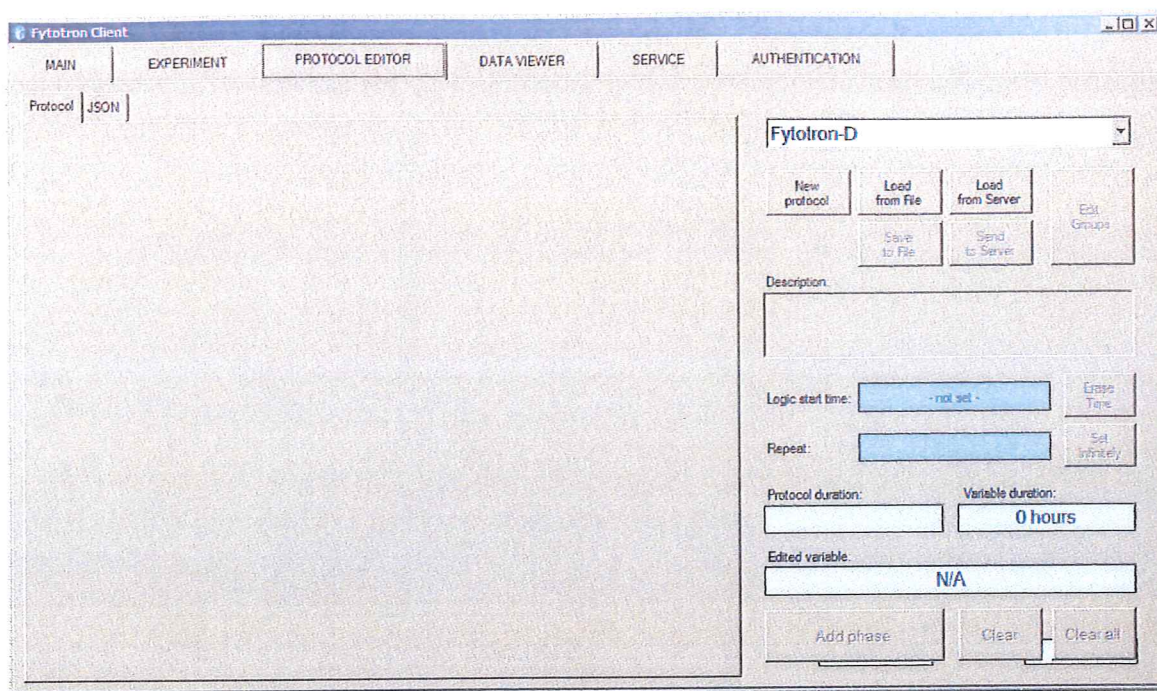 Fytotron Client
MAIN EXPERIMENT PROTOCOL EDITOR DATA VIEWER SERVICE AUTHENTICATION
Protocol JSON
Fytotron-D
New protocol
Load from File
Load from Server
Edit Groups
Save to File
Send to Server
Description:
Logic start time: - not set -
Erase Time
Repeat:
Set Infinitely
Protocol duration: Variable duration:
0 hours
Edited variable:
N/A
Add phase Clear Clear all